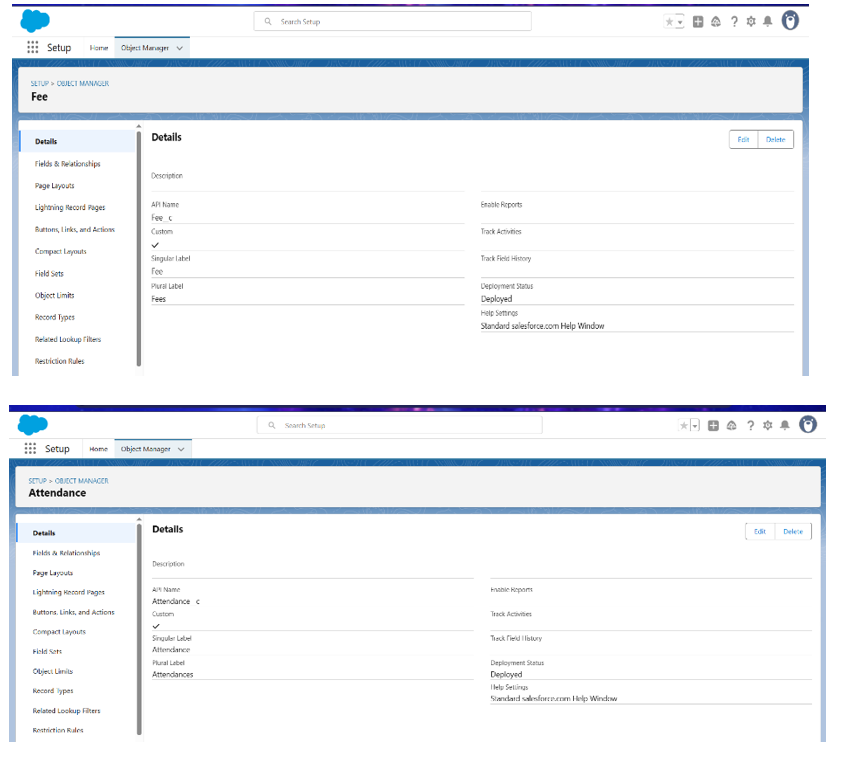 Search Setup
Setup Home Object Manager
SETUP > OBJECT MANAGER
Fee
Details
Fields & Relationships
Page Layouts
Lightning Record Pages
Buttons, Links, and Actions
Compact Layouts
Field Sets
Object Limits
Record Types
Related Lookup Filters
Restriction Rules
Details
Edit Delete
Description
API Name
Fee__c
Custom
Singular Label
Fee
Plural Label
Fees
Enable Reports
Track Activities
Track Field History
Deployment Status
Deployed
Help Settings
Standard salesforce.com Help Window
Search Setup
Setup Home Object Manager
SETUP > OBJECT MANAGER
Attendance
Details
Fields & Relationships
Page Layouts
Lightning Record Pages
Buttons, Links, and Actions
Compact Layouts
Field Sets
Object Limits
Record Types
Related Lookup Filters
Restriction Rules
Details
Edit Delete
Description
API Name
Attendance__c
Custom
Singular Label
Attendance
Plural Label
Attendances
Enable Reports
Track Activities
Track Field History
Deployment Status
Deployed
Help Settings
Standard salesforce.com Help Window